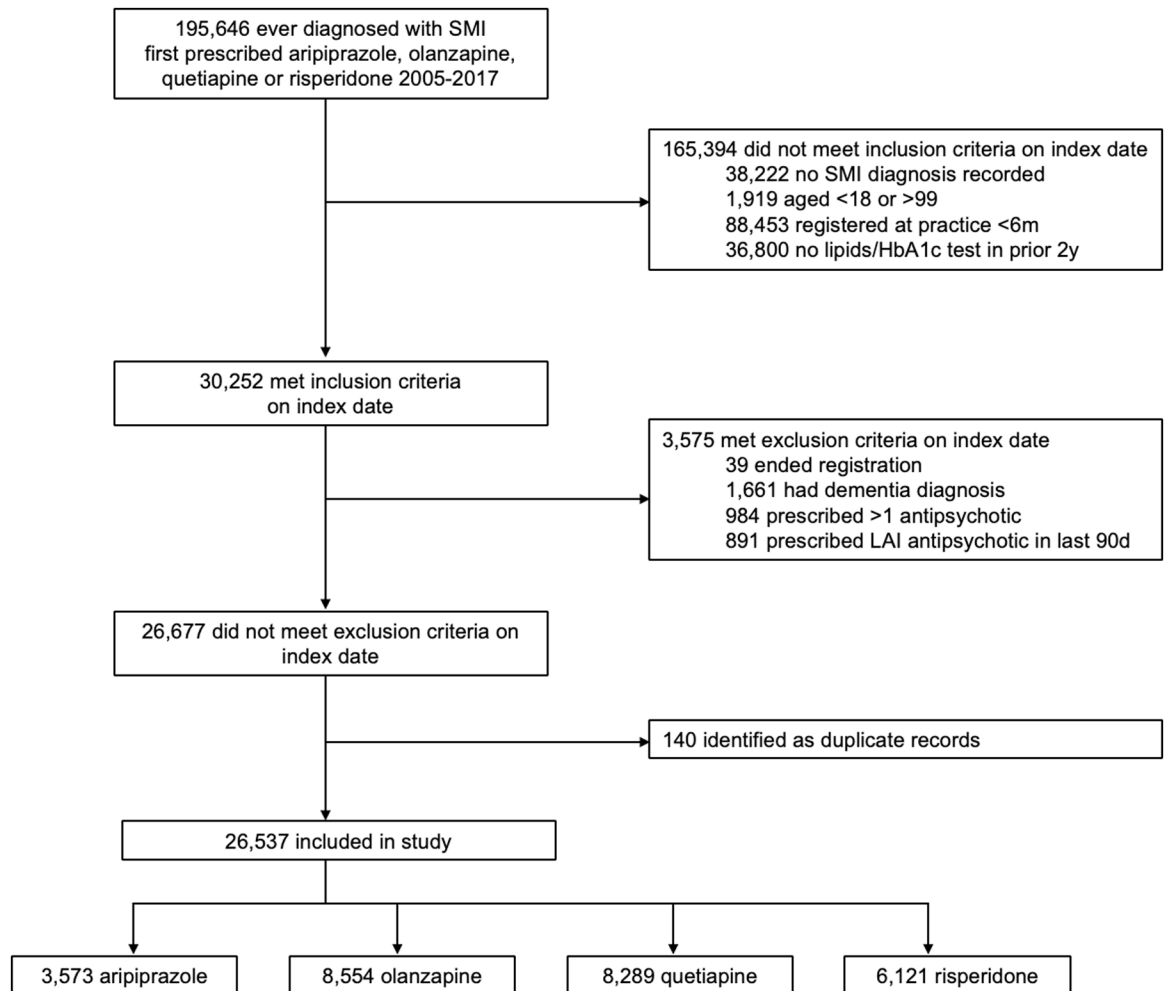 195,646 ever diagnosed with SMI
first prescribed aripiprazole, olanzapine,
quetiapine or risperidone 2005-2017
165,394 did not meet inclusion criteria on index date
38,222 no SMI diagnosis recorded
1,919 aged <18 or >99
88,453 registered at practice <6m
36,800 no lipids/HbA1c test in prior 2y
30,252 met inclusion criteria
on index date
3,575 met exclusion criteria on index date
39 ended registration
1,661 had dementia diagnosis
984 prescribed >1 antipsychotic
891 prescribed LAI antipsychotic in last 90d
26,677 did not meet exclusion criteria on
index date
140 identified as duplicate records
26,537 included in study
3,573 aripiprazole
8,554 olanzapine
8,289 quetiapine
6,121 risperidone